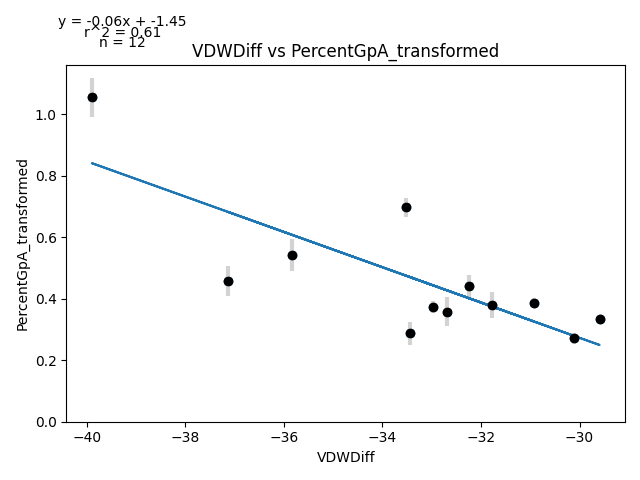 y = -0.06x + -1.45
r^2 = 0.61
n = 12
VDWDiff vs PercentGpA_transformed
PercentGpA_transformed
1.0
0.8
0.6
0.4
0.2
0.0
−40
−38
−36
−34
−32
−30
VDWDiff